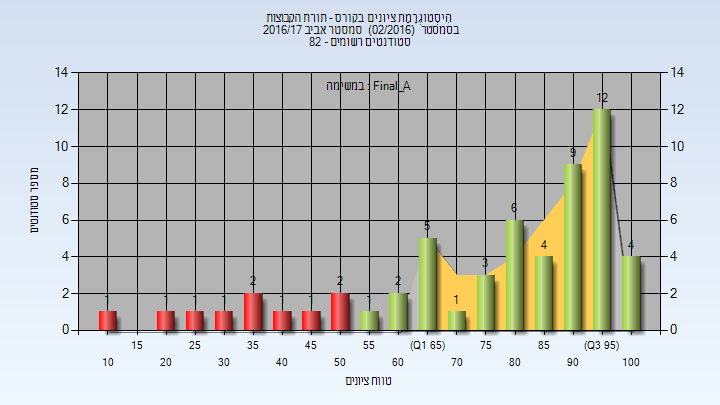 היסטוגרמת ציונים בקורס - תורת הקבוצות
בסמסטר (02/2016) סמסטר אביב 2016/17
סטודנטים רשומים - 82
במשימה : Final_A
מספר סטודנטים
14 14
12 12
10 10
8 8
6 6
4 4
2 2
0 0
1 1 1 1 2 1 1 2 1 2 5 1 3 6 4 9 12 4
15 25 35 45 55 (Q1 65) 75 85 (Q3 95)
10 20 30 40 50 60 70 80 90 100
טווח ציונים